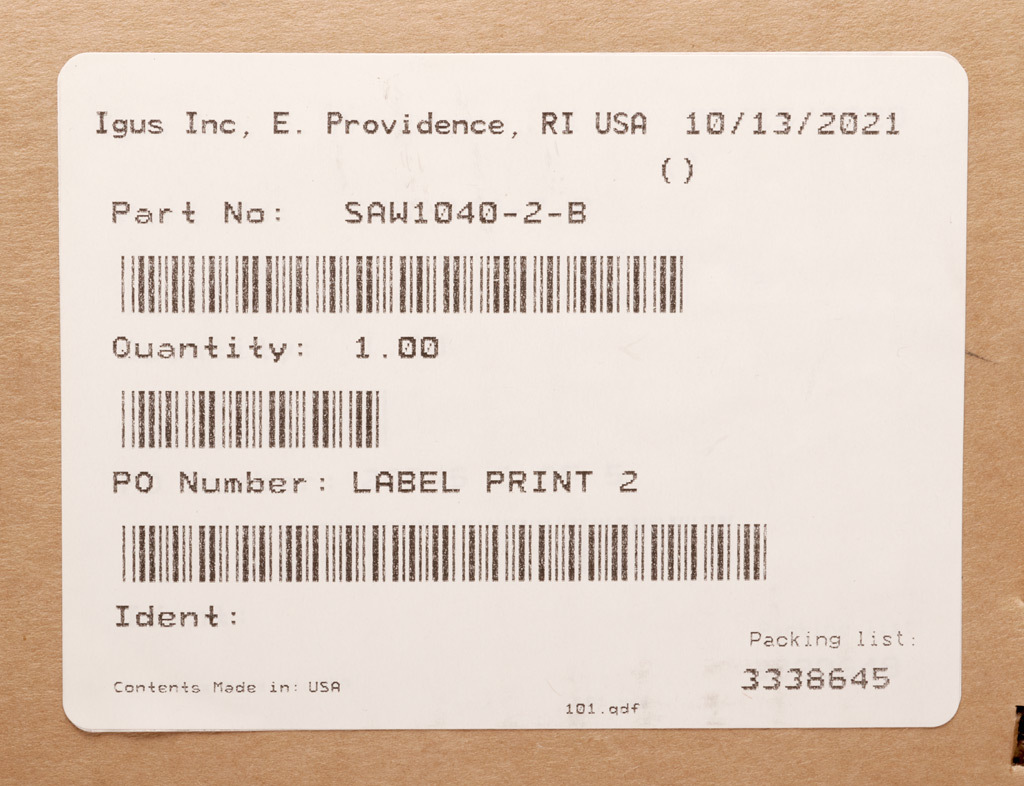 Igus Inc, E. Providence, RI USA 10/13/2021
()
Part No: SAW1040-2-B
Quantity: 1.00
PO Number: LABEL PRINT 2
Ident:
Packing list:
3338645
Contents Made in: USA
101.qdf